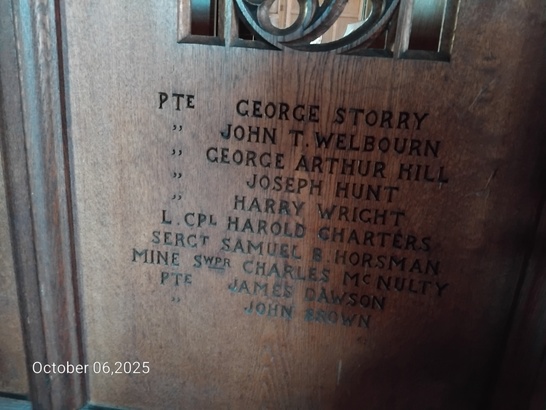 PTE GEORGE STORRY
,, JOHN T. WELBOURN
,, GEORGE ARTHUR HILL
,, JOSEPH HUNT
,, HARRY WRIGHT
L. CPL HAROLD CHARTERS
SERGT SAMUEL B. HORSMAN
MINE SWPR CHARLES McNULTY
PTE JAMES DAWSON
,, JOHN BROWN
October 06,2025